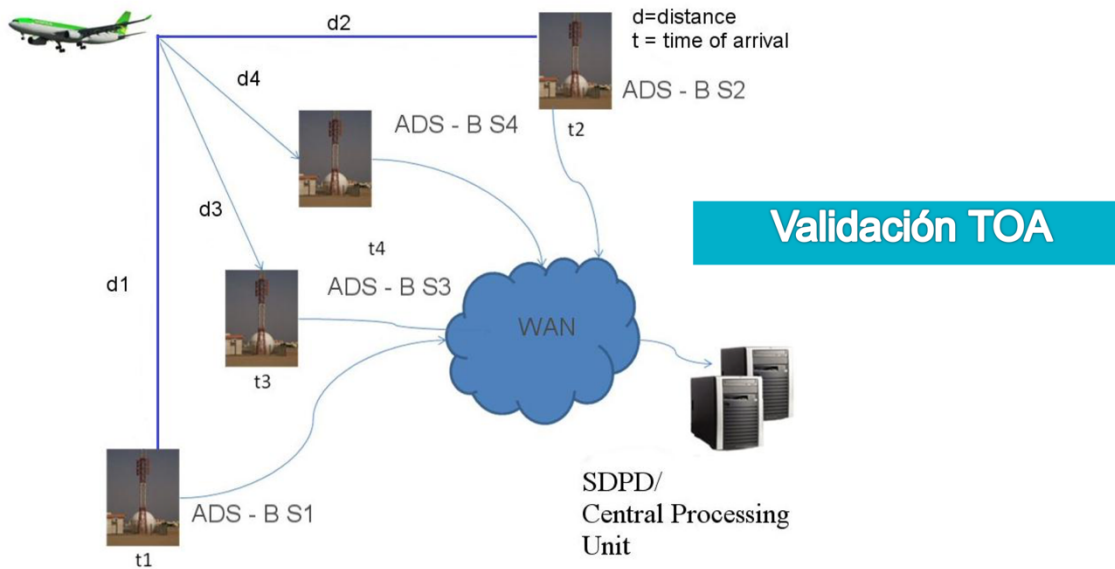 d2
d=distance
t = time of arrival
d4
ADS - B S2
ADS - B S4
t2
d3
Validación TOA
t4
d1
ADS - B S3
WAN
t3
SDPD/
Central Processing
Unit
ADS - B S1
t1